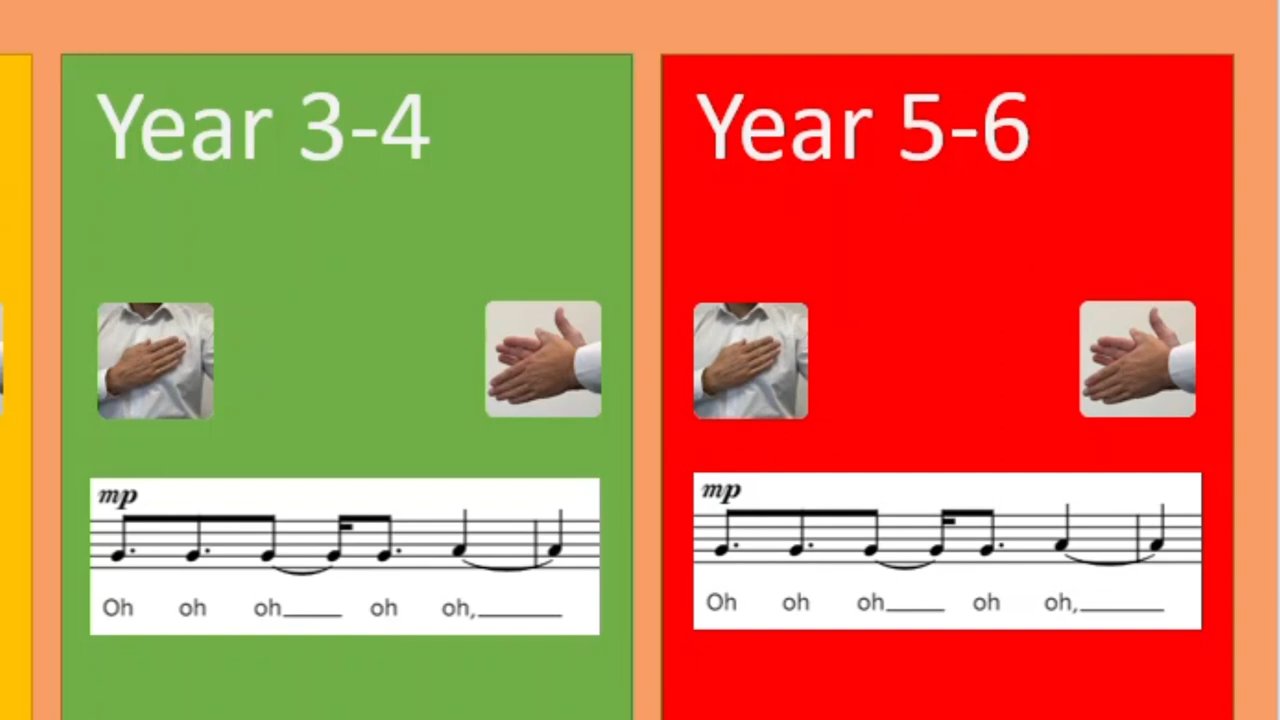 Year 3-4
mp
Oh oh oh____ oh oh,______
Year 5-6
mp
Oh oh oh____ oh oh,______